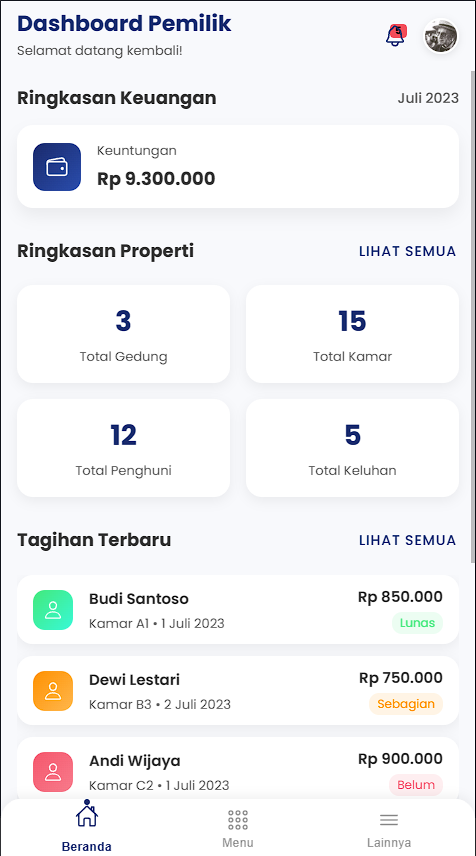 Dashboard Pemilik
Selamat datang kembali!
5
Ringkasan Keuangan
Juli 2023
Keuntungan
Rp 9.300.000
Ringkasan Properti
LIHAT SEMUA
3
Total Gedung
15
Total Kamar
12
Total Penghuni
5
Total Keluhan
Tagihan Terbaru
LIHAT SEMUA
Budi Santoso
Rp 850.000
Kamar A1 • 1 Juli 2023
Lunas
Dewi Lestari
Rp 750.000
Kamar B3 • 2 Juli 2023
Sebagian
Andi Wijaya
Rp 900.000
Kamar C2 • 1 Juli 2023
Belum
Beranda
Menu
Lainnya